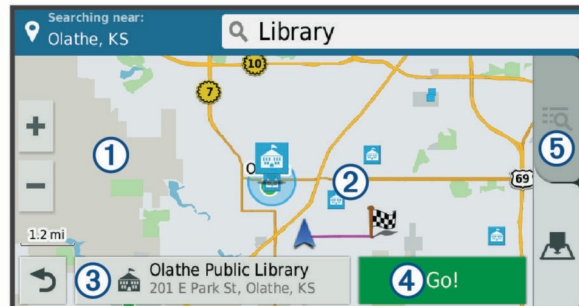 Searching near:
Olathe, KS
Library
10
7
1
5
2
69
1.2 mi
3
Olathe Public Library
201 E Park St, Olathe, KS
4
Go!